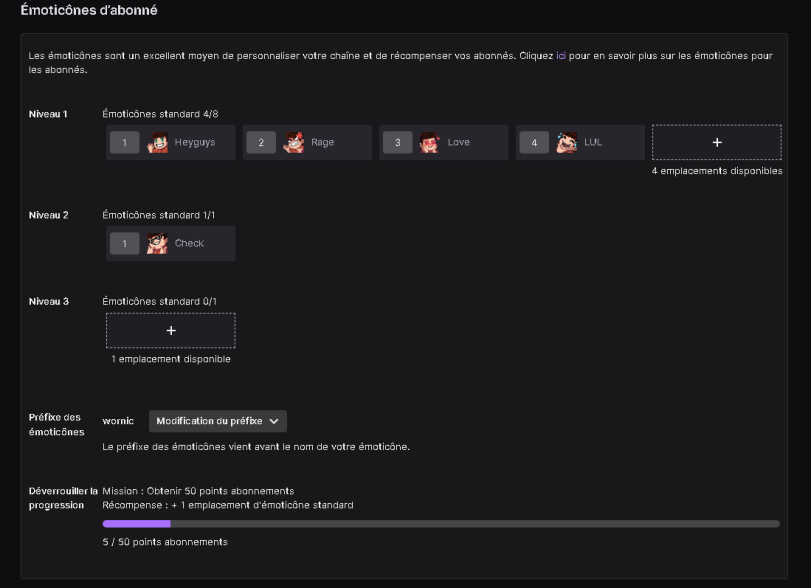 Émoticônes d'abonné
Les émoticônes sont un excellent moyen de personnaliser votre chaîne et de récompenser vos abonnés. Cliquez ici pour en savoir plus sur les émoticônes pour
les abonnés.
Niveau 1
Émoticônes standard 4/8
1 Heyguys
2 Rage
3 Love
4 LUL
+
4 emplacements disponibles
Niveau 2
Émoticônes standard 1/1
1 Check
Niveau 3
Émoticônes standard 0/1
+
1 emplacement disponible
Préfixe des
émoticônes
wornic
Modification du préfixe
Le préfixe des émoticônes vient avant le nom de votre émoticône.
Déverrouiller la
progression
Mission : Obtenir 50 points abonnements
Récompense : + 1 emplacement d'émoticône standard
5 / 50 points abonnements